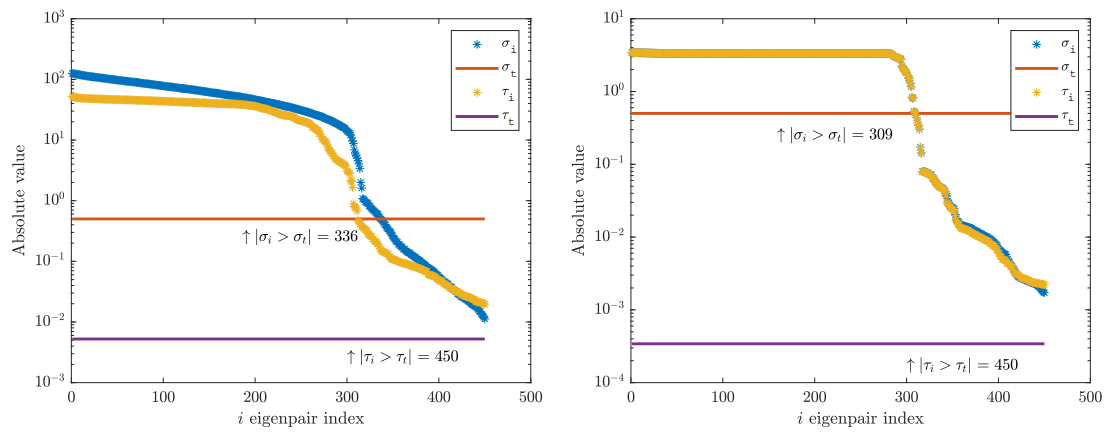 10^3
10^2
10^1
10^0
10^{-1}
10^{-2}
10^{-3}
Absolute value
0 100 200 300 400 500
i eigenpair index
σ_i
σ_t
τ_i
τ_t
↑ |σ_i > σ_t| = 336
↑ |τ_i > τ_t| = 450
10^1
10^0
10^{-1}
10^{-2}
10^{-3}
10^{-4}
Absolute value
0 100 200 300 400 500
i eigenpair index
σ_i
σ_t
τ_i
τ_t
↑ |σ_i > σ_t| = 309
↑ |τ_i > τ_t| = 450